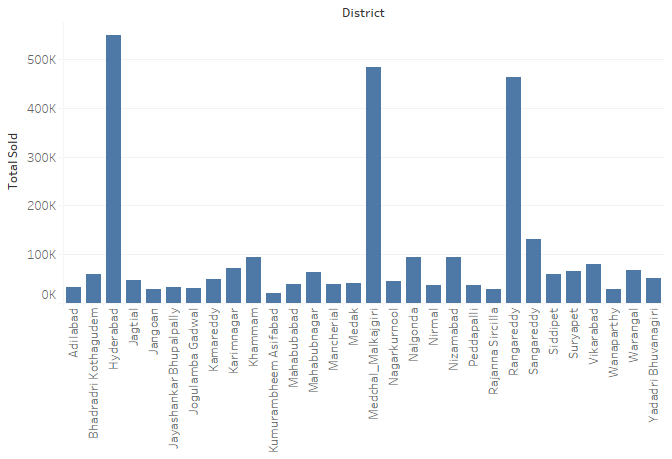 District
Total Sold
500K
400K
300K
200K
100K
0K
Adilabad
Bhadradri Kothagudem
Hyderabad
Jagtial
Jangoan
Jayashankar Bhupalpally
Jogulamba Gadwal
Kamareddy
Karimnagar
Khammam
Kumurambheem Asifabad
Mahabubabad
Mahabubnagar
Mancherial
Medak
Medchal_Malkajgiri
Nagarkurnool
Nalgonda
Nirmal
Nizamabad
Peddapalli
Rajanna Sircilla
Rangareddy
Sangareddy
Siddipet
Suryapet
Vikarabad
Wanaparthy
Warangal
Yadadri Bhuvanagiri